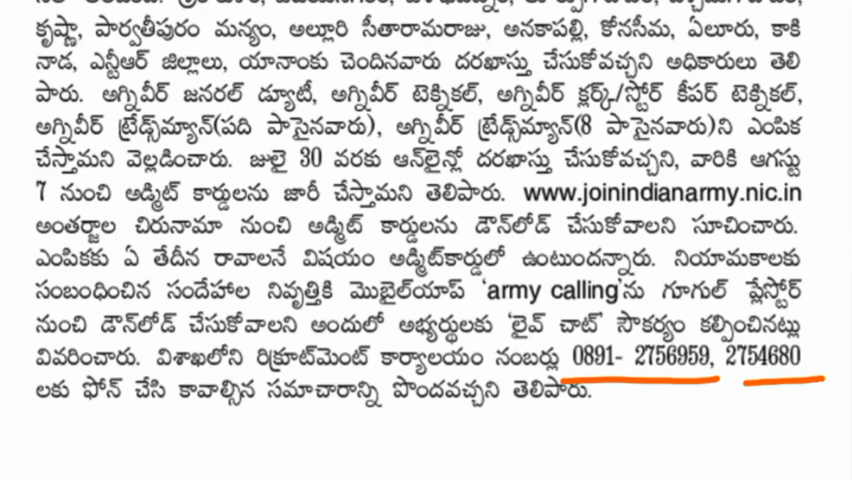 కృష్ణా, పార్వతీపురం మన్యం, అల్లూరి సీతారామరాజు, అనకాపల్లి, కోనసీమ, ఏలూరు, కాకి
నాడ, ఎన్టీఆర్ జిల్లాలు, యానాంకు చెందినవారు దరఖాస్తు చేసుకోవచ్చని అధికారులు తెలి
పారు. అగ్నివీర్ జనరల్ డ్యూటీ, అగ్నివీర్ టెక్నికల్, అగ్నివీర్ క్లర్క్/స్టోర్ కీపర్ టెక్నికల్,
అగ్నివీర్ ట్రేడ్స్‌మ్యాన్(పది పాసైనవారు), అగ్నివీర్ ట్రేడ్స్‌మ్యాన్(8 పాసైనవారు)ని ఎంపిక
చేస్తామని వెల్లడించారు. జులై 30 వరకు ఆన్‌లైన్లో దరఖాస్తు చేసుకోవచ్చని, వారికి ఆగస్టు
7 నుంచి అడ్మిట్ కార్డులను జారీ చేస్తామని తెలిపారు. www.joinindianarmy.nic.in
అంతర్జాల చిరునామా నుంచి అడ్మిట్ కార్డులను డౌన్‌లోడ్ చేసుకోవాలని సూచించారు.
ఎంపికకు ఏ తేదీన రావాలనే విషయం అడ్మిట్‌కార్డులో ఉంటుందన్నారు. నియామకాలకు
సంబంధించిన సందేహాల నివృత్తికి మొబైల్‌యాప్ ‘army calling’ను గూగుల్ ప్లేస్టోర్
నుంచి డౌన్‌లోడ్ చేసుకోవాలని అందులో అభ్యర్థులకు ‘లైవ్ చాట్’ సౌకర్యం కల్పించినట్లు
వివరించారు. విశాఖలోని రిక్రూట్‌మెంట్ కార్యాలయం నంబర్లు 0891- 2756959, 2754680
లకు ఫోన్ చేసి కావాల్సిన సమాచారాన్ని పొందవచ్చని తెలిపారు.